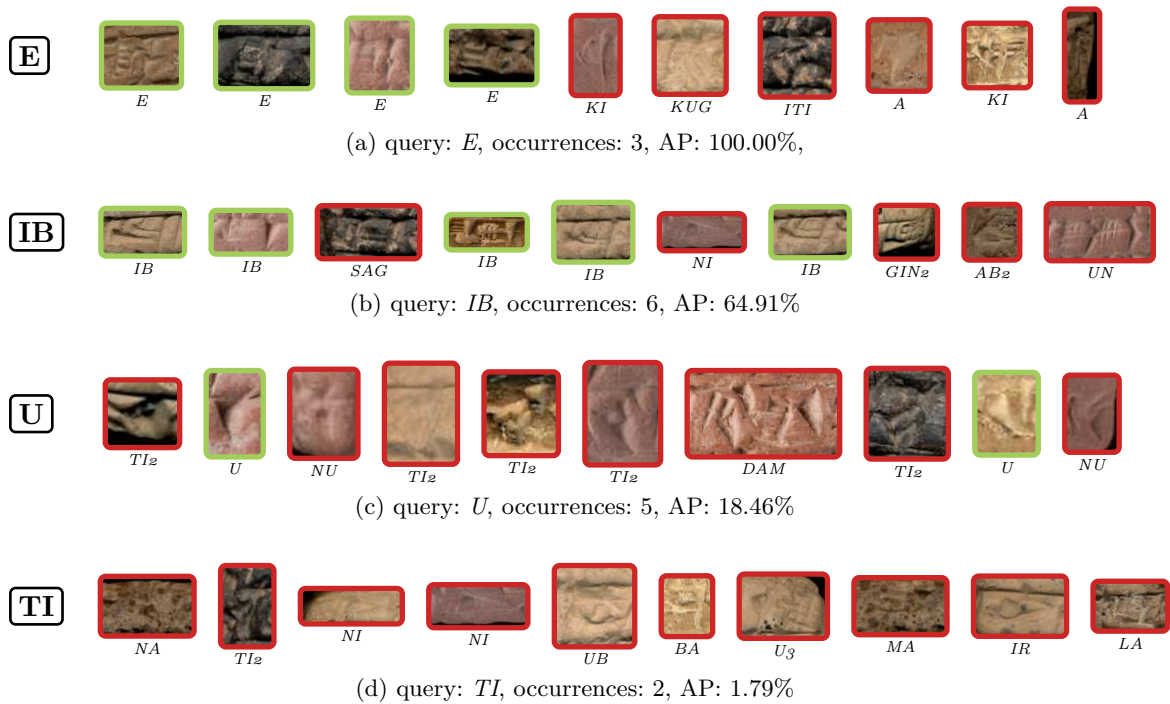 E
E E E E KI KUG ITI A KI A
(a) query: E, occurrences: 3, AP: 100.00%,
IB
IB IB SAG IB IB NI IB GIN2 AB2 UN
(b) query: IB, occurrences: 6, AP: 64.91%
U
TI2 U NU TI2 TI2 TI2 DAM TI2 U NU
(c) query: U, occurrences: 5, AP: 18.46%
TI
NA TI2 NI NI UB BA U3 MA IR LA
(d) query: TI, occurrences: 2, AP: 1.79%